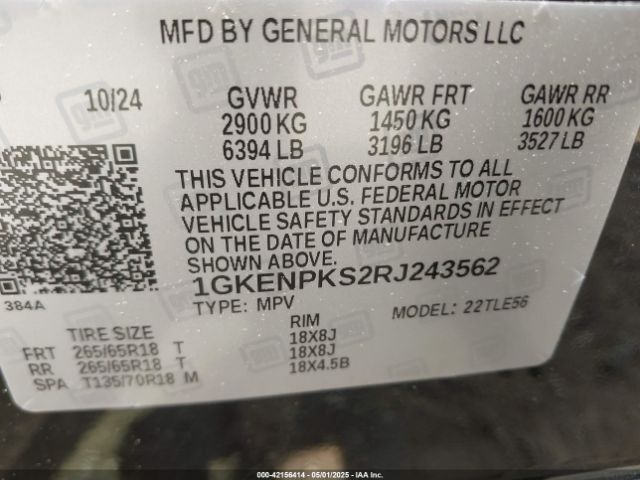 MFD BY GENERAL MOTORS LLC
10/24 GVWR GAWR FRT GAWR RR
2900 KG 1450 KG 1600 KG
6394 LB 3196 LB 3527 LB
THIS VEHICLE CONFORMS TO ALL
APPLICABLE U.S. FEDERAL MOTOR
VEHICLE SAFETY STANDARDS IN EFFECT
ON THE DATE OF MANUFACTURE
SHOWN ABOVE.
1GKENPKS2RJ243562
384A
TYPE: MPV MODEL: 22TLE56
TIRE SIZE RIM
FRT 265/65R18 T 18X8J
RR 265/65R18 T 18X8J
SPA T135/70R18 M 18X4.5B
000-42156414 - 05/01/2025 - IAA Inc.